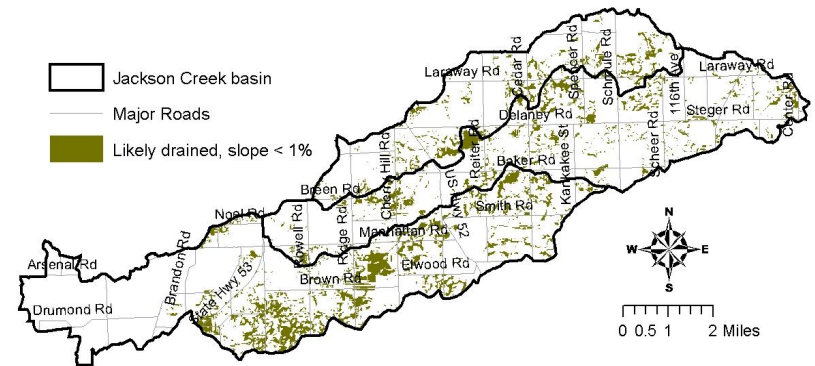 Jackson Creek basin
Major Roads
Likely drained, slope < 1%
Laraway Rd
Cedar Rd
Spencer Rd
Schoule Rd
116th Ave
Laraway Rd
Center Rd
Delaney Rd
Steger Rd
Cherry Hill Rd
Reiter Rd
Baker Rd
Kankakee St
Scheer Rd
Breen Rd
US Hwy 52
Smith Rd
Noel Rd
Rowell Rd
Ridge Rd
Manhattan Rd
Arsenal Rd
Brandon Rd
State Hwy 53
Brown Rd
Elwood Rd
Drumond Rd
N
W
E
S
0 0.5 1 2 Miles